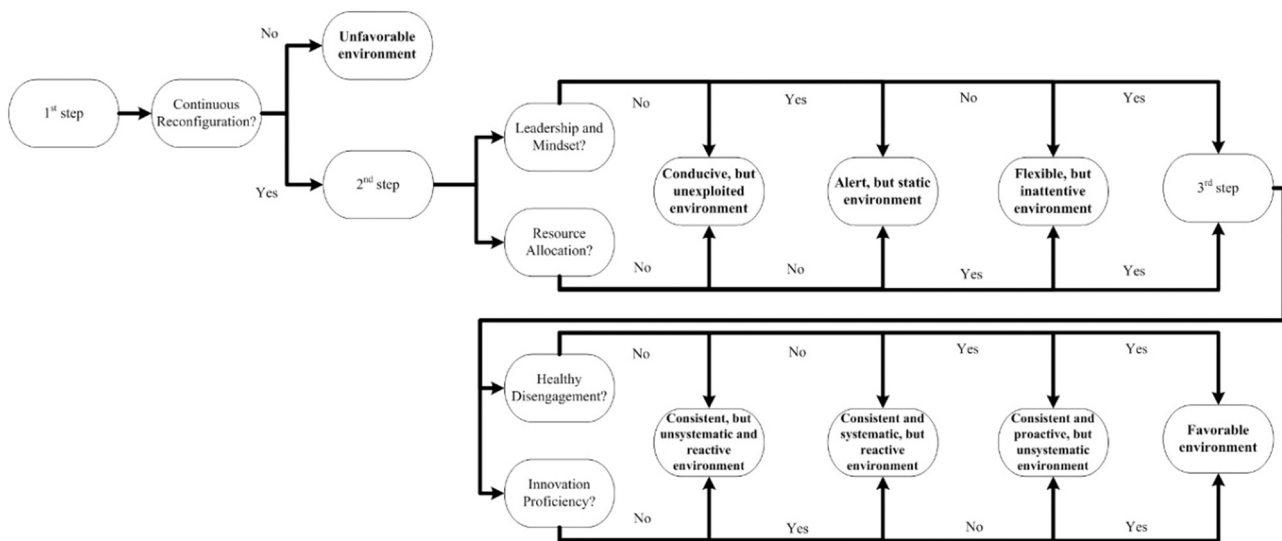 No
Unfavorable
environment
1st step
Continuous
Reconfiguration?
Yes
2nd step
Leadership and
Mindset?
No
Yes
No
Yes
Conducive, but
unexploited
environment
Alert, but static
environment
Flexible, but
inattentive
environment
3rd step
Resource
Allocation?
No
No
Yes
Yes
Healthy
Disengagement?
No
No
Yes
Yes
Consistent, but
unsystematic and
reactive
environment
Consistent and
systematic, but
reactive
environment
Consistent and
proactive, but
unsystematic
environment
Favorable
environment
Innovation
Proficiency?
No
Yes
No
Yes